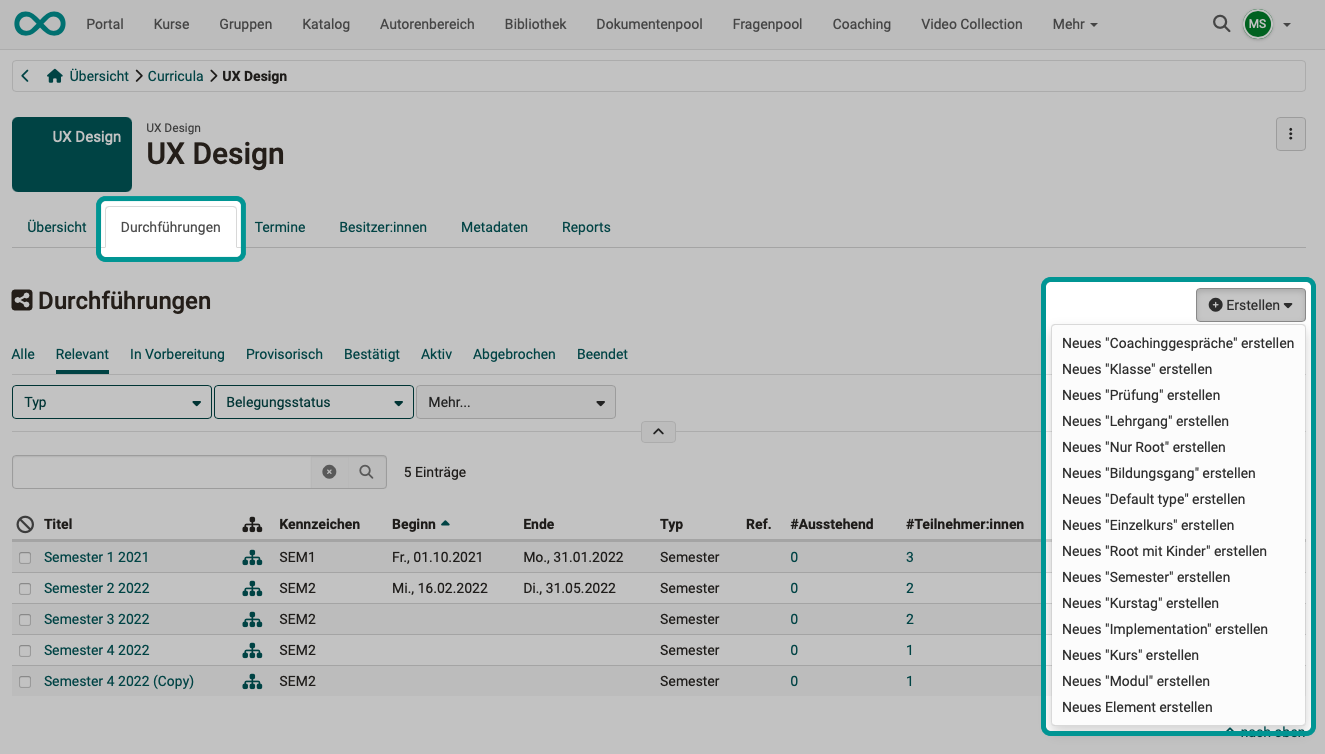 Portal Kurse Gruppen Katalog Autorenbereich Bibliothek Dokumentenpool Fragenpool Coaching Video Collection Mehr MS
Übersicht Curricula UX Design
UX Design
UX Design
UX Design
Übersicht Durchführungen Termine Besitzer:innen Metadaten Reports
Durchführungen
Erstellen
Alle Relevant In Vorbereitung Provisorisch Bestätigt Aktiv Abgebrochen Beendet
Typ Belegungsstatus Mehr...
5 Einträge
Titel Kennzeichen Beginn Ende Typ Ref. #Ausstehend #Teilnehmer:innen
Semester 1 2021 SEM1 Fr., 01.10.2021 Mo., 31.01.2022 Semester 0 3
Semester 2 2022 SEM2 Mi., 16.02.2022 Di., 31.05.2022 Semester 0 2
Semester 3 2022 SEM2 Semester 0 2
Semester 4 2022 SEM2 Semester 0 1
Semester 4 2022 (Copy) SEM2 Semester 0 1
Neues "Coachinggespräche" erstellen
Neues "Klasse" erstellen
Neues "Prüfung" erstellen
Neues "Lehrgang" erstellen
Neues "Nur Root" erstellen
Neues "Bildungsgang" erstellen
Neues "Default type" erstellen
Neues "Einzelkurs" erstellen
Neues "Root mit Kinder" erstellen
Neues "Semester" erstellen
Neues "Kurstag" erstellen
Neues "Implementation" erstellen
Neues "Kurs" erstellen
Neues "Modul" erstellen
Neues Element erstellen
nach oben